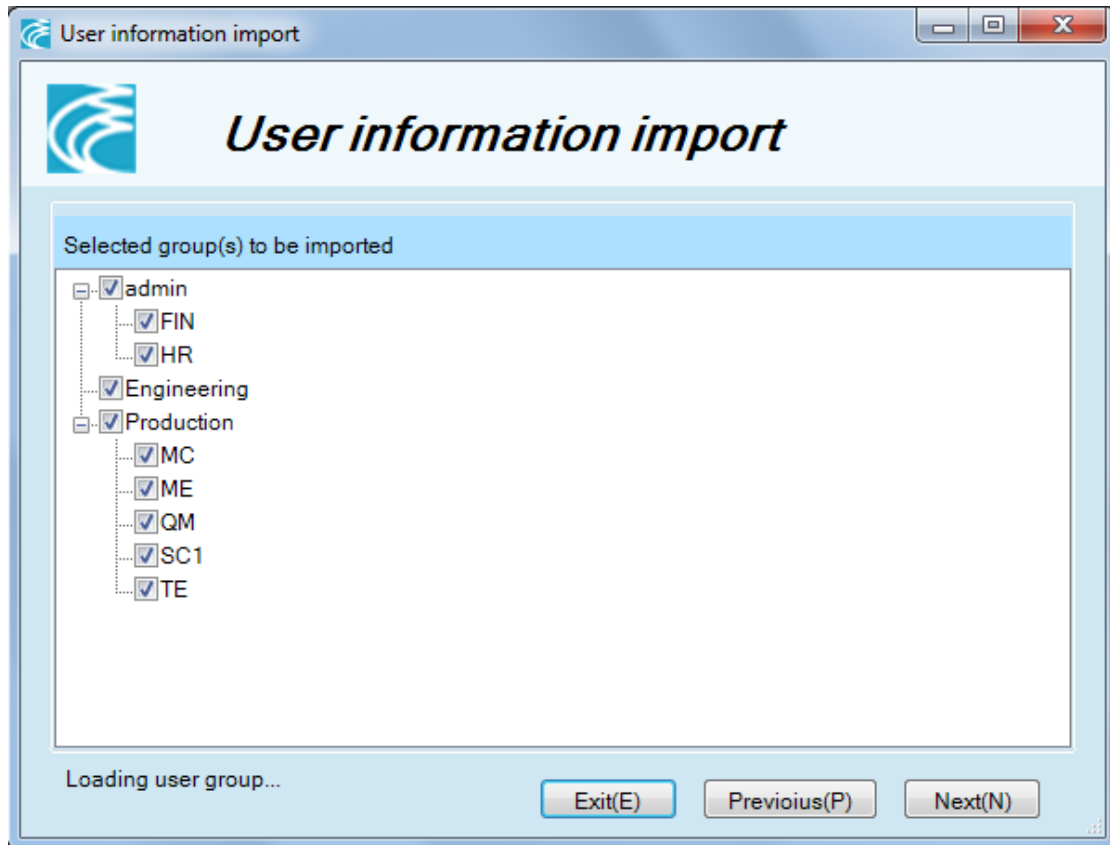 User information import
User information import
Selected group(s) to be imported
admin
FIN
HR
Engineering
Production
MC
ME
QM
SC1
TE
Loading user group...
Exit(E) Previoius(P) Next(N)